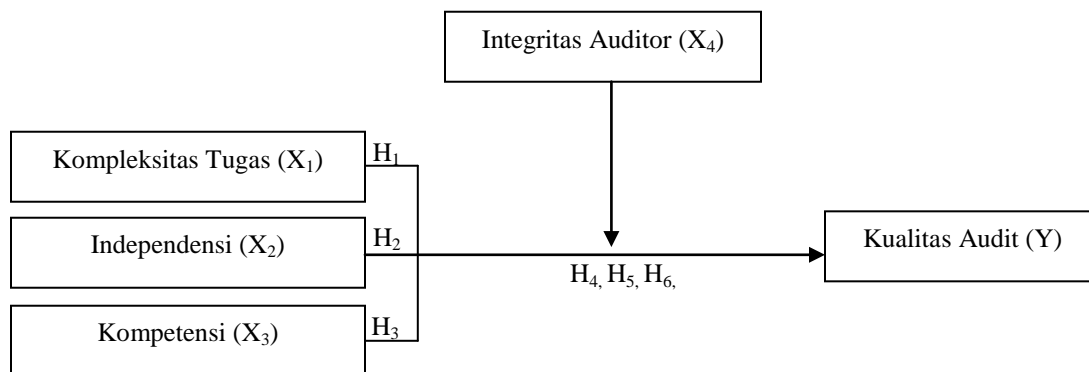 Integritas Auditor (X₄)
Kompleksitas Tugas (X₁)
H₁
Independensi (X₂)
H₂
Kualitas Audit (Y)
H₄, H₅, H₆,
Kompetensi (X₃)
H₃